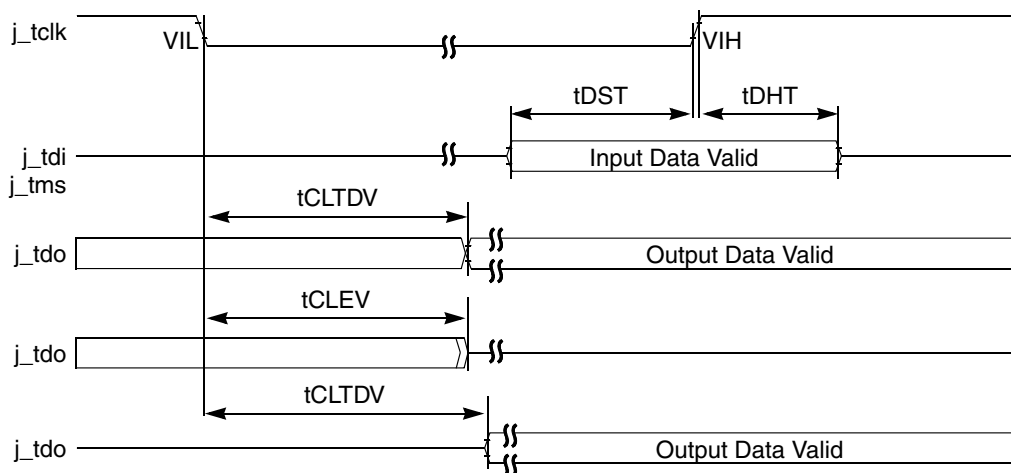 j_tclk
VIL
VIH
tDST
tDHT
j_tdi
Input Data Valid
j_tms
tCLTDV
j_tdo
Output Data Valid
tCLEV
j_tdo
tCLTDV
j_tdo
Output Data Valid